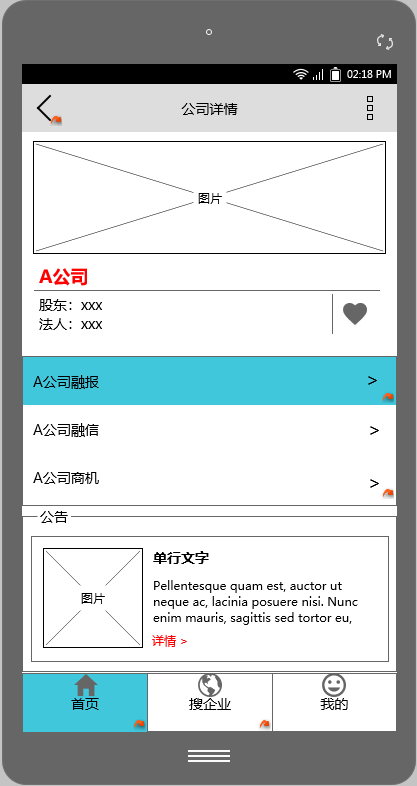 02:18 PM
公司详情
图片
A公司
股东：xxx
法人：xxx
A公司融报 >
A公司融信 >
A公司商机 >
公告
图片
单行文字
Pellentesque quam est, auctor ut
neque ac, lacinia posuere nisi. Nunc
enim mauris, sagittis sed tortor eu,
详情 >
首页 搜企业 我的